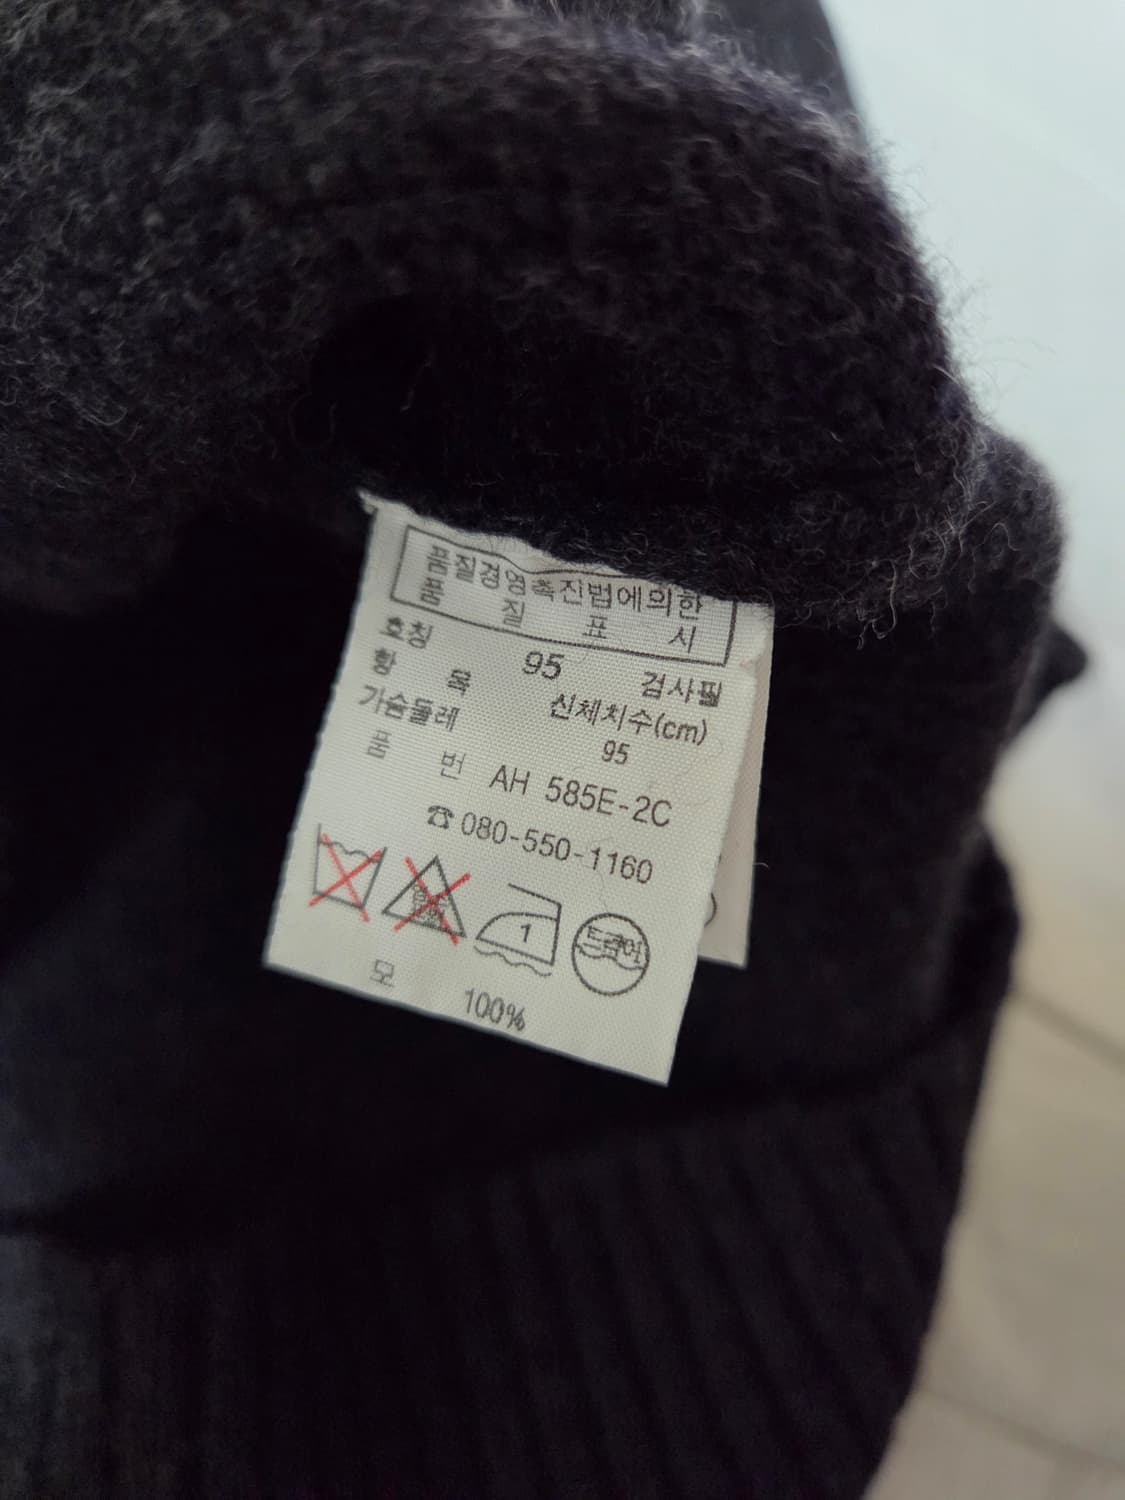 품질경영촉진법에의한
품 질 표 시
호칭 95 검사필
항 목 신체치수(cm)
가슴둘레 95
품 번 AH 585E-2C
☎080-550-1160
1 드라이
모 100%